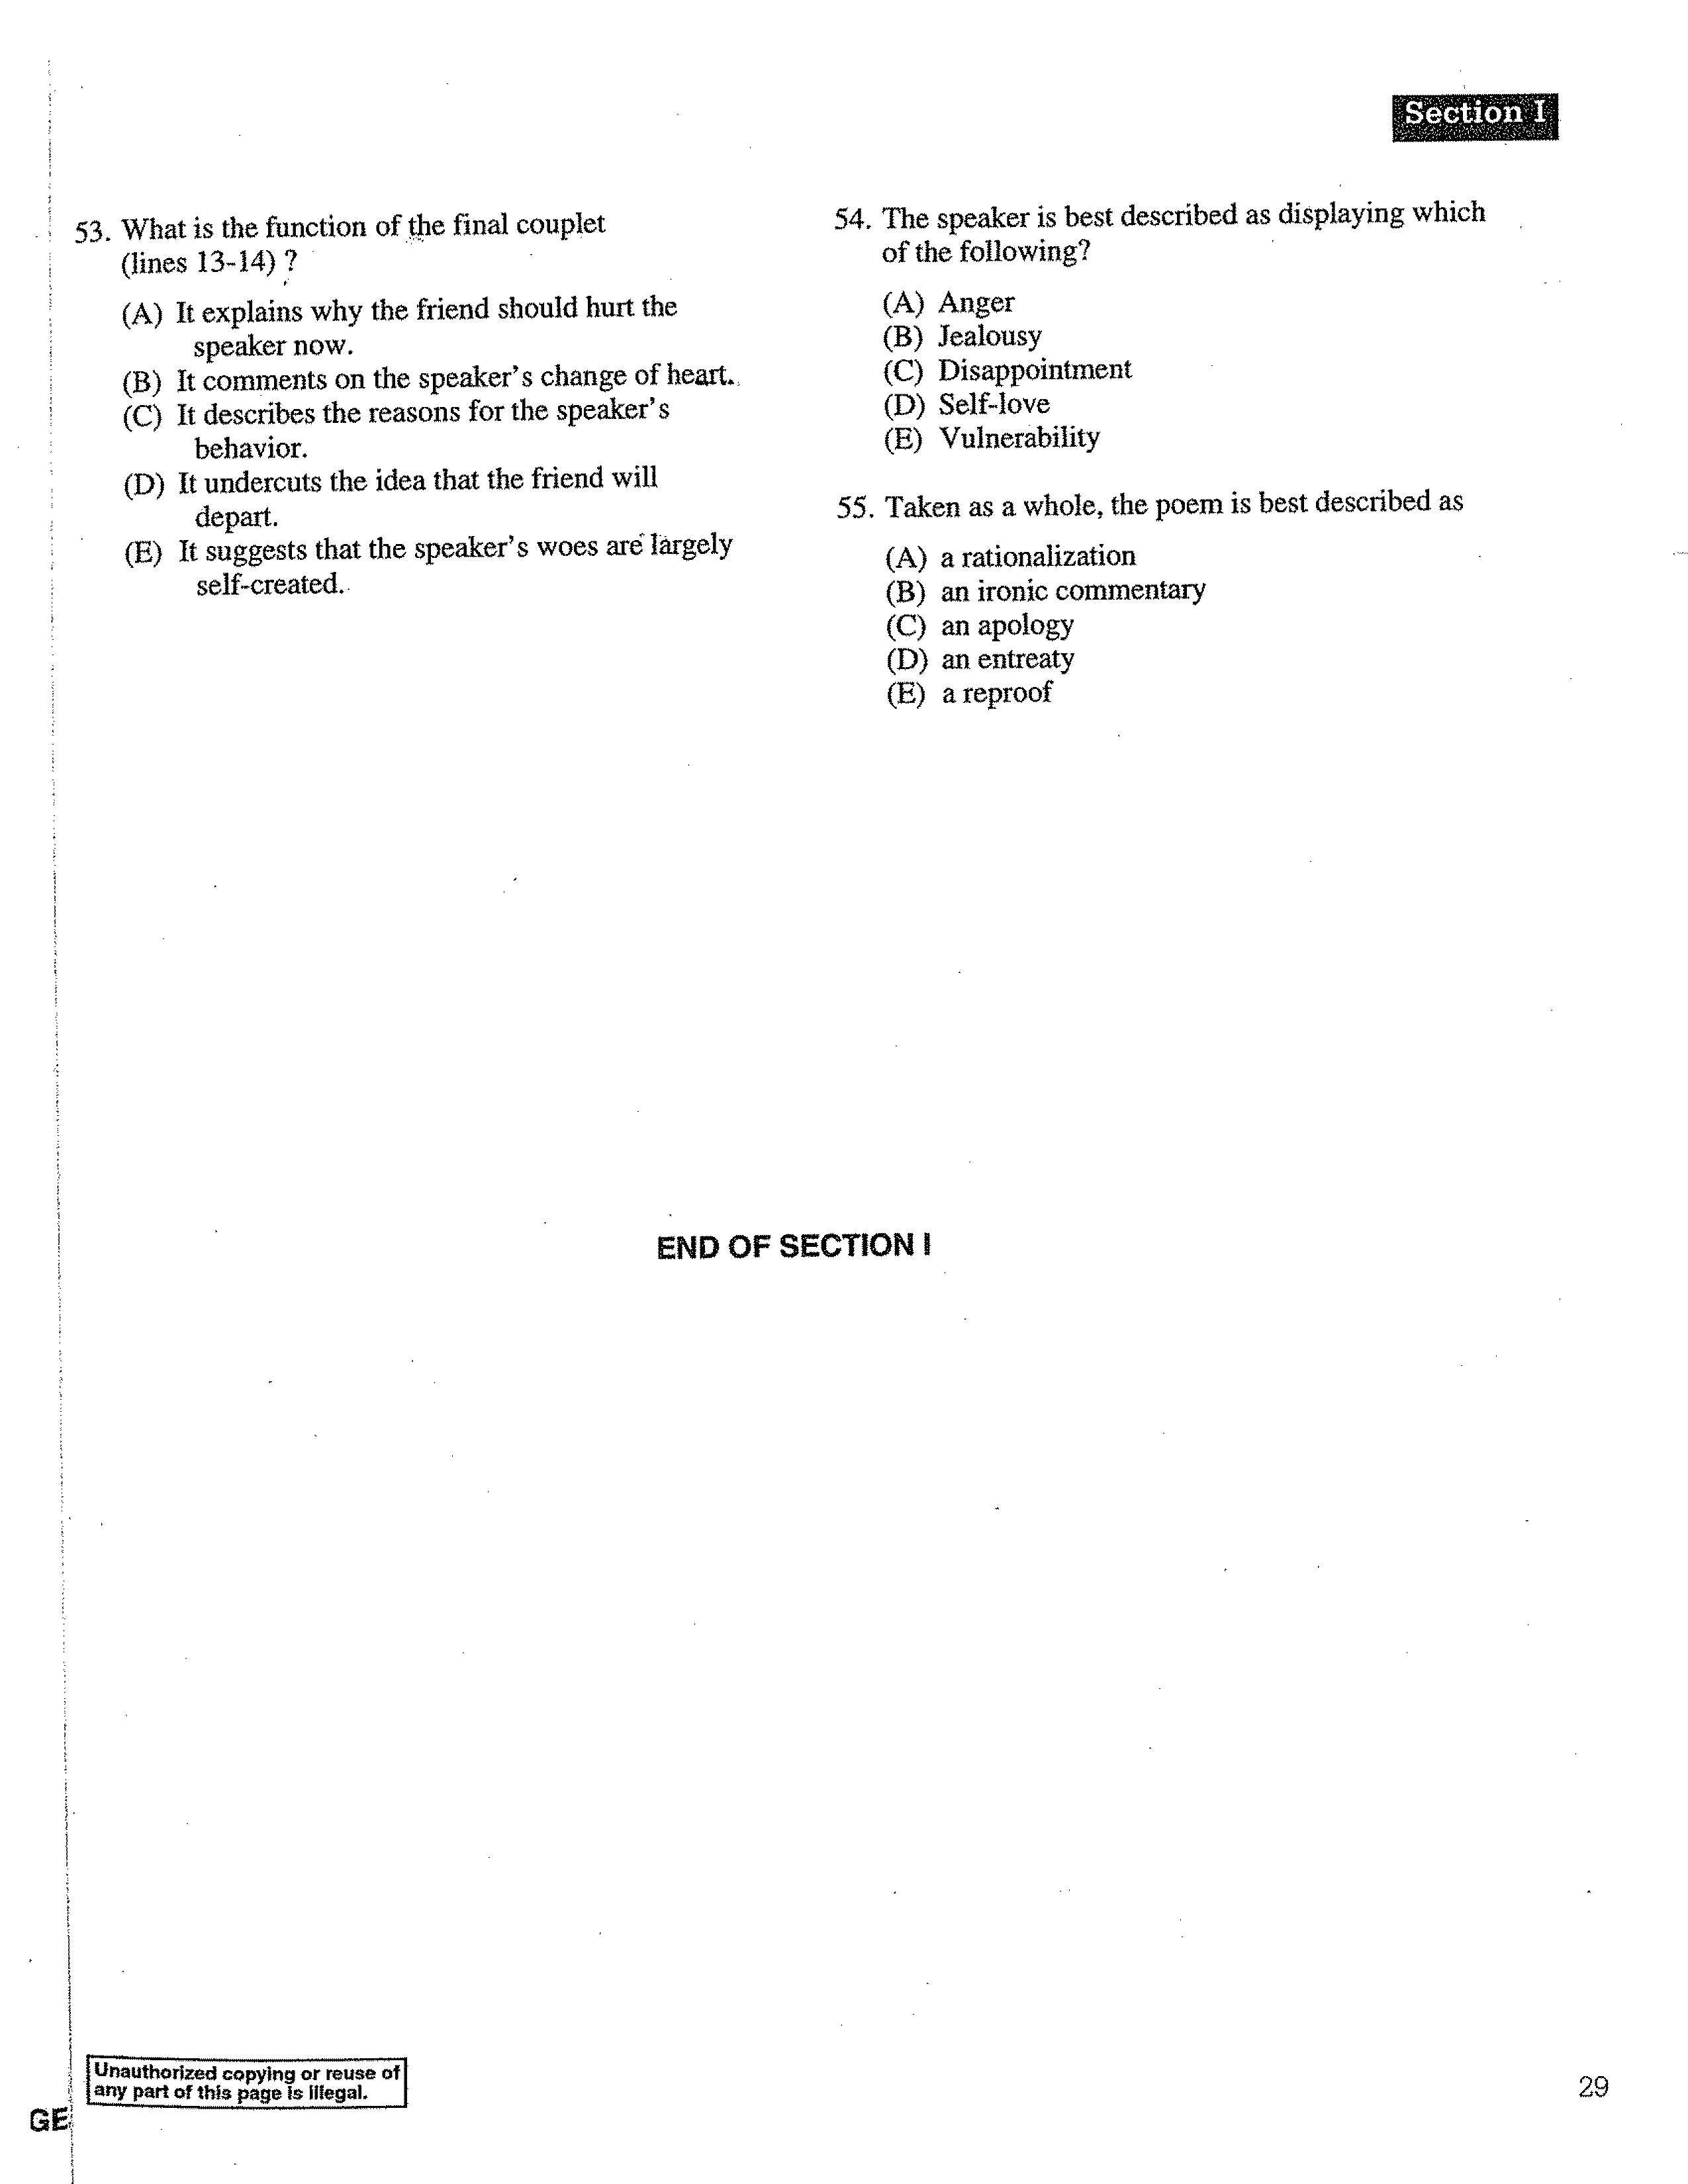 Section I
53. What is the function of the final couplet
(lines 13-14) ?
(A) It explains why the friend should hurt the
speaker now.
(B) It comments on the speaker's change of heart.
(C) It describes the reasons for the speaker's
behavior.
(D) It undercuts the idea that the friend will
depart.
(E) It suggests that the speaker's woes are largely
self-created.
54. The speaker is best described as displaying which
of the following?
(A) Anger
(B) Jealousy
(C) Disappointment
(D) Self-love
(E) Vulnerability
55. Taken as a whole, the poem is best described as
(A) a rationalization
(B) an ironic commentary
(C) an apology
(D) an entreaty
(E) a reproof
END OF SECTION I
Unauthorized copying or reuse of
any part of this page is illegal.
29
GE